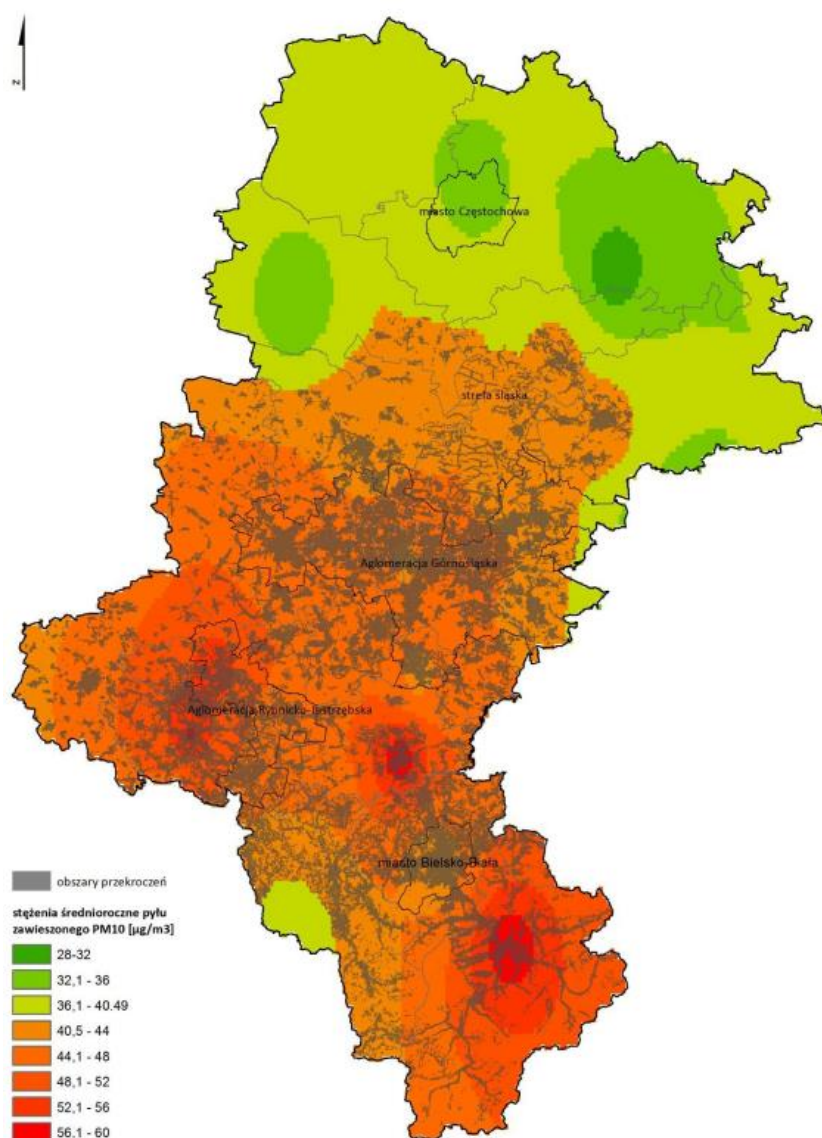 N
miasto Częstochowa
strefa śląska
Aglomeracja Górnośląska
Aglomeracja Rybnicko-Jastrzębska
miasto Bielsko-Biała
obszary przekroczeń
stężenia średnioroczne pyłu
zawieszonego PM10 [µg/m3]
28-32
32,1 - 36
36,1 - 40.49
40,5 - 44
44,1 - 48
48,1 - 52
52,1 - 56
56,1 - 60